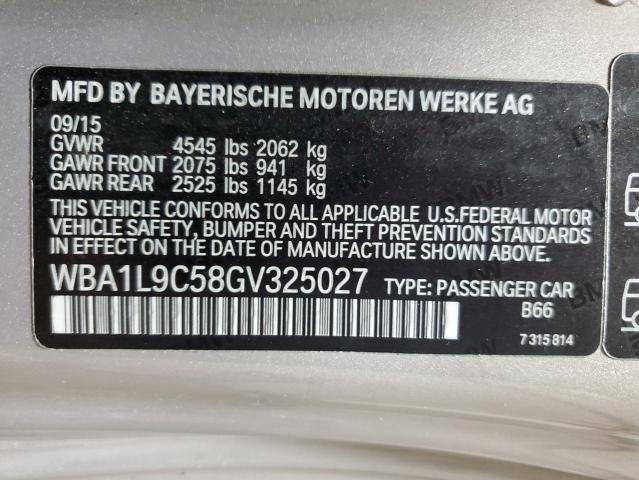 MFD BY BAYERISCHE MOTOREN WERKE AG
09/15
GVWR 4545 lbs 2062 kg
GAWR FRONT 2075 lbs 941 kg
GAWR REAR 2525 lbs 1145 kg
THIS VEHICLE CONFORMS TO ALL APPLICABLE U.S.FEDERAL MOTOR
VEHICLE SAFETY, BUMPER AND THEFT PREVENTION STANDARDS
IN EFFECT ON THE DATE OF MANUFACTURE SHOWN ABOVE.
WBA1L9C58GV325027 TYPE: PASSENGER CAR
B66
7 315 814